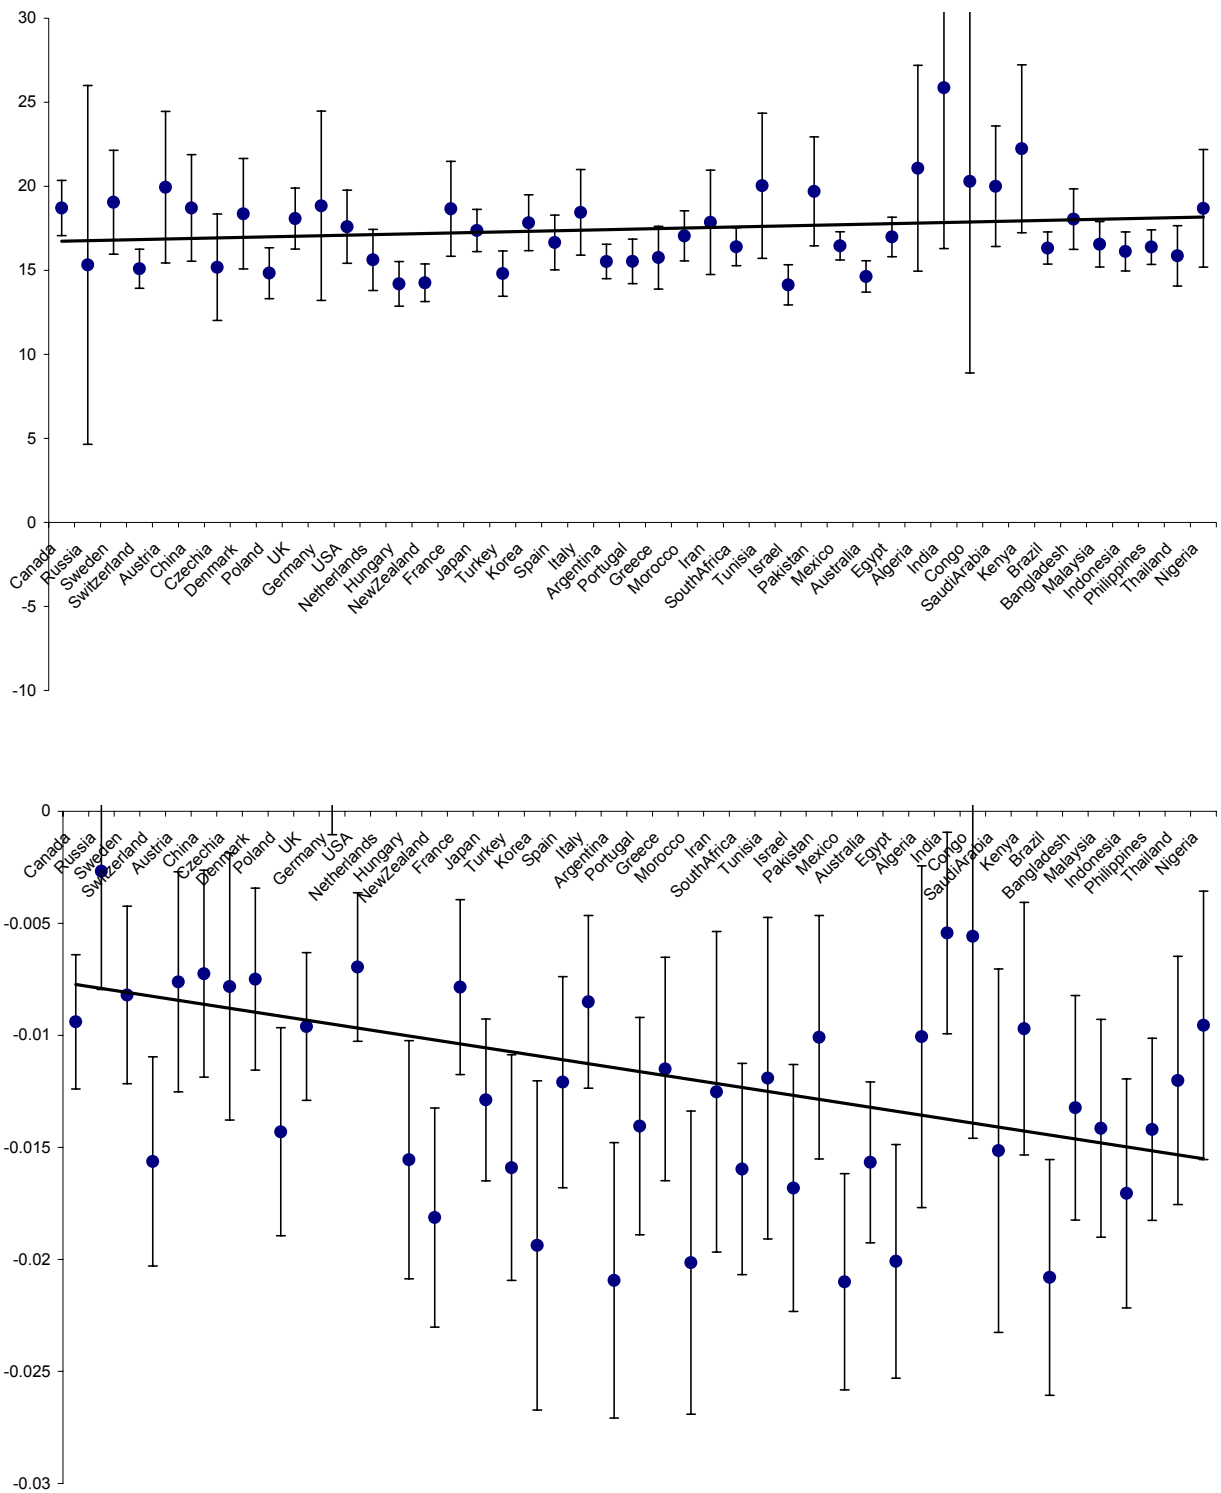 30
25
20
15
10
5
0
-5
-10
Canada
Russia
Sweden
Switzerland
Austria
China
Czechia
Denmark
Poland
UK
Germany
USA
Netherlands
Hungary
NewZealand
France
Japan
Turkey
Korea
Spain
Italy
Argentina
Portugal
Greece
Morocco
Iran
SouthAfrica
Tunisia
Israel
Pakistan
Mexico
Australia
Egypt
Algeria
India
Congo
SaudiArabia
Kenya
Brazil
Bangladesh
Malaysia
Indonesia
Philippines
Thailand
Nigeria
0
-0.005
-0.01
-0.015
-0.02
-0.025
-0.03
Canada
Russia
Sweden
Switzerland
Austria
China
Czechia
Denmark
Poland
UK
Germany
USA
Netherlands
Hungary
NewZealand
France
Japan
Turkey
Korea
Spain
Italy
Argentina
Portugal
Greece
Morocco
Iran
SouthAfrica
Tunisia
Israel
Pakistan
Mexico
Australia
Egypt
Algeria
India
Congo
SaudiArabia
Kenya
Brazil
Bangladesh
Malaysia
Indonesia
Philippines
Thailand
Nigeria